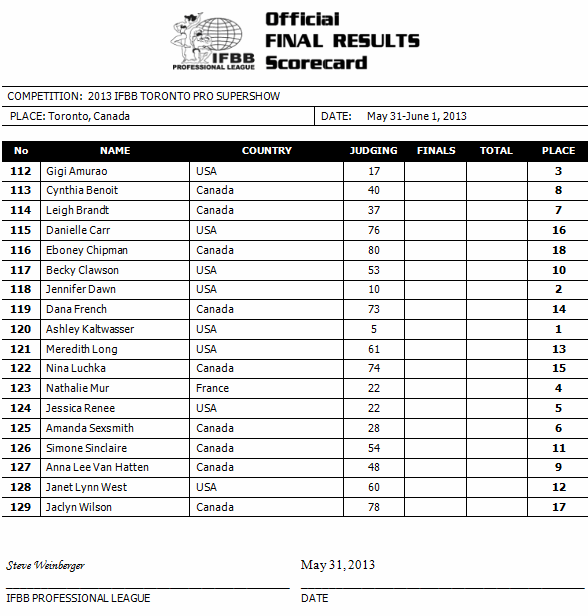 Official
FINAL RESULTS
Scorecard
IFBB
PROFESSIONAL LEAGUE
COMPETITION: 2013 IFBB TORONTO PRO SUPERSHOW
PLACE: Toronto, Canada DATE: May 31-June 1, 2013
No NAME COUNTRY JUDGING FINALS TOTAL PLACE
112 Gigi Amurao USA 17 3
113 Cynthia Benoit Canada 40 8
114 Leigh Brandt Canada 37 7
115 Danielle Carr USA 76 16
116 Eboney Chipman Canada 80 18
117 Becky Clawson USA 53 10
118 Jennifer Dawn USA 10 2
119 Dana French Canada 73 14
120 Ashley Kaltwasser USA 5 1
121 Meredith Long USA 61 13
122 Nina Luchka Canada 74 15
123 Nathalie Mur France 22 4
124 Jessica Renee USA 22 5
125 Amanda Sexsmith Canada 28 6
126 Simone Sinclaire Canada 54 11
127 Anna Lee Van Hatten Canada 48 9
128 Janet Lynn West USA 60 12
129 Jaclyn Wilson Canada 78 17
Steve Weinberger May 31, 2013
IFBB PROFESSIONAL LEAGUE DATE